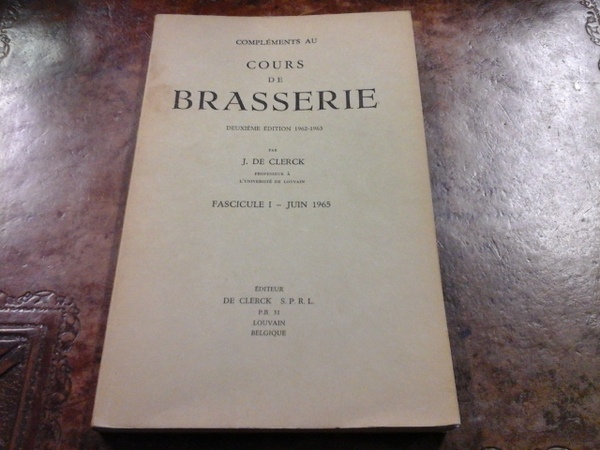 COMPLÉMENTS AU
COURS
DE
BRASSERIE
DEUXIÈME ÉDITION 1962-1963
PAR
J. DE CLERCK
PROFESSEUR À
L'UNIVERSITÉ DE LOUVAIN
FASCICULE I - JUIN 1965
ÉDITEUR
DE CLERCK S. P. R. L.
P.B. 31
LOUVAIN
BELGIQUE